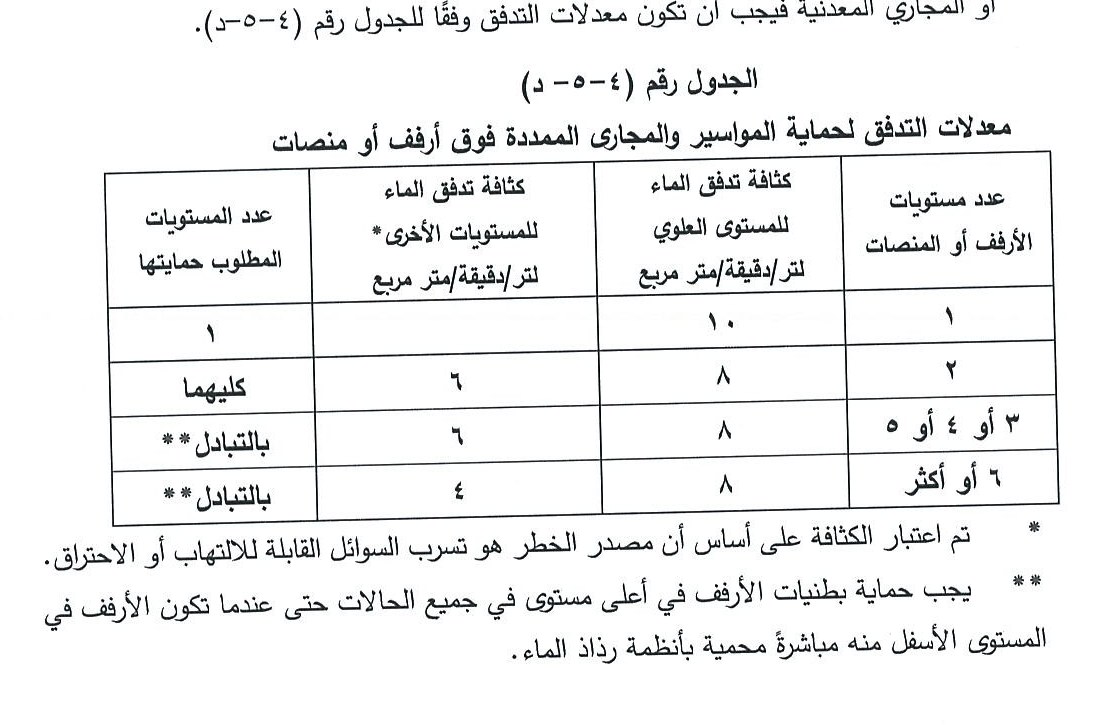 أو المجاري المعدنية فيجب أن تكون معدلات التدفق وفقًا للجدول رقم (٤-٥-د).
الجدول رقم (٤-٥- د)
معدلات التدفق لحماية المواسير والمجارى الممددة فوق أرفف أو منصات
عدد مستويات الأرفف أو المنصات | كثافة تدفق الماء للمستوى العلوي لتر/دقيقة/متر مربع | كثافة تدفق الماء للمستويات الأخرى* لتر/دقيقة/متر مربع | عدد المستويات المطلوب حمايتها
١ | ١٠ | | ١
٢ | ٨ | ٦ | كليهما
٣ أو ٤ أو ٥ | ٨ | ٦ | بالتبادل**
٦ أو أكثر | ٨ | ٤ | بالتبادل**
* تم اعتبار الكثافة على أساس أن مصدر الخطر هو تسرب السوائل القابلة للالتهاب أو الاحتراق.
** يجب حماية بطنيات الأرفف في أعلى مستوى في جميع الحالات حتى عندما تكون الأرفف في
المستوى الأسفل منه مباشرةً محمية بأنظمة رذاذ الماء.